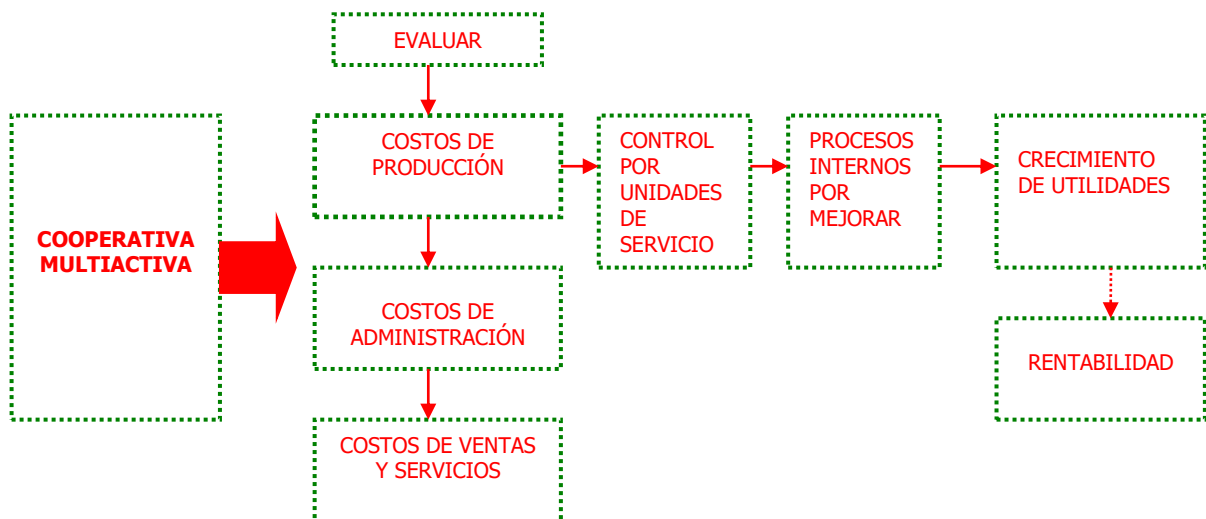 EVALUAR
COOPERATIVA
MULTIACTIVA
COSTOS DE
PRODUCCIÓN
COSTOS DE
ADMINISTRACIÓN
COSTOS DE VENTAS
Y SERVICIOS
CONTROL
POR
UNIDADES
DE
SERVICIO
PROCESOS
INTERNOS
POR
MEJORAR
CRECIMIENTO
DE UTILIDADES
RENTABILIDAD